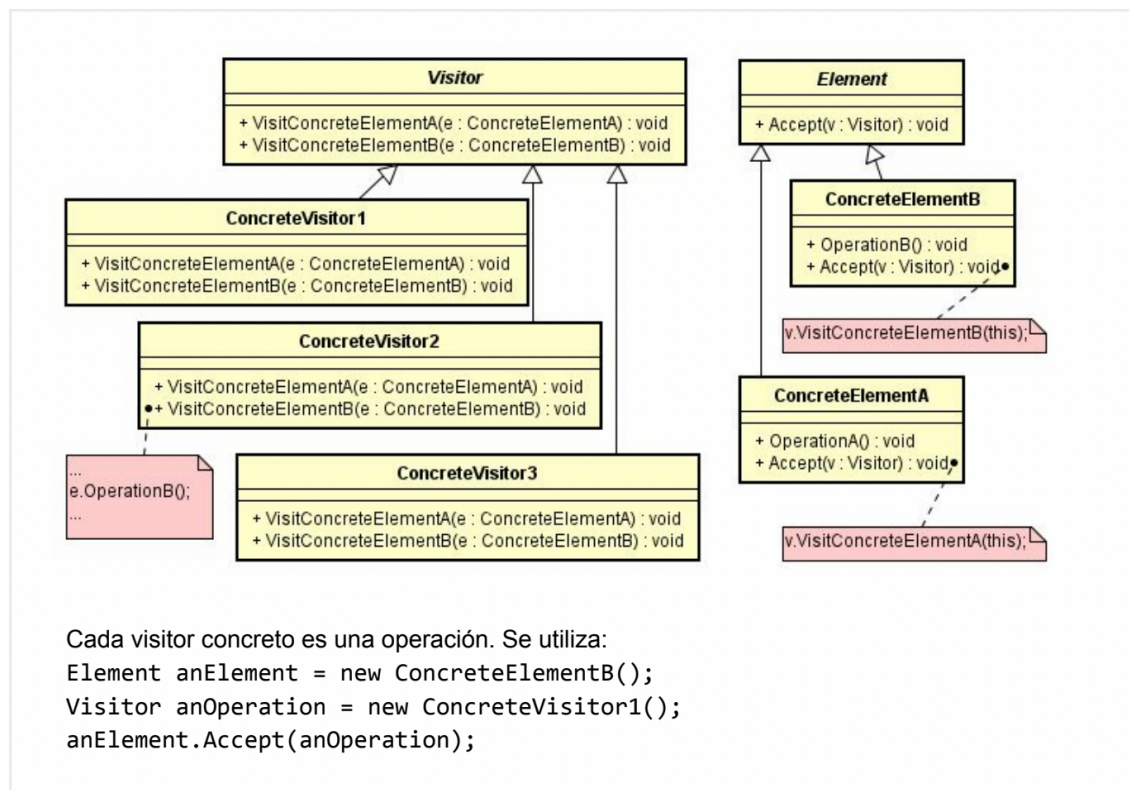 Visitor
+ VisitConcreteElementA(e : ConcreteElementA) : void
+ VisitConcreteElementB(e : ConcreteElementB) : void
Element
+ Accept(v : Visitor) : void
ConcreteVisitor1
+ VisitConcreteElementA(e : ConcreteElementA) : void
+ VisitConcreteElementB(e : ConcreteElementB) : void
ConcreteElementB
+ OperationB() : void
+ Accept(v : Visitor) : void
v.VisitConcreteElementB(this);
ConcreteVisitor2
+ VisitConcreteElementA(e : ConcreteElementA) : void
+ VisitConcreteElementB(e : ConcreteElementB) : void
...
e.OperationB();
...
ConcreteElementA
+ OperationA() : void
+ Accept(v : Visitor) : void
v.VisitConcreteElementA(this);
ConcreteVisitor3
+ VisitConcreteElementA(e : ConcreteElementA) : void
+ VisitConcreteElementB(e : ConcreteElementB) : void
Cada visitor concreto es una operación. Se utiliza:
Element anElement = new ConcreteElementB();
Visitor anOperation = new ConcreteVisitor1();
anElement.Accept(anOperation);